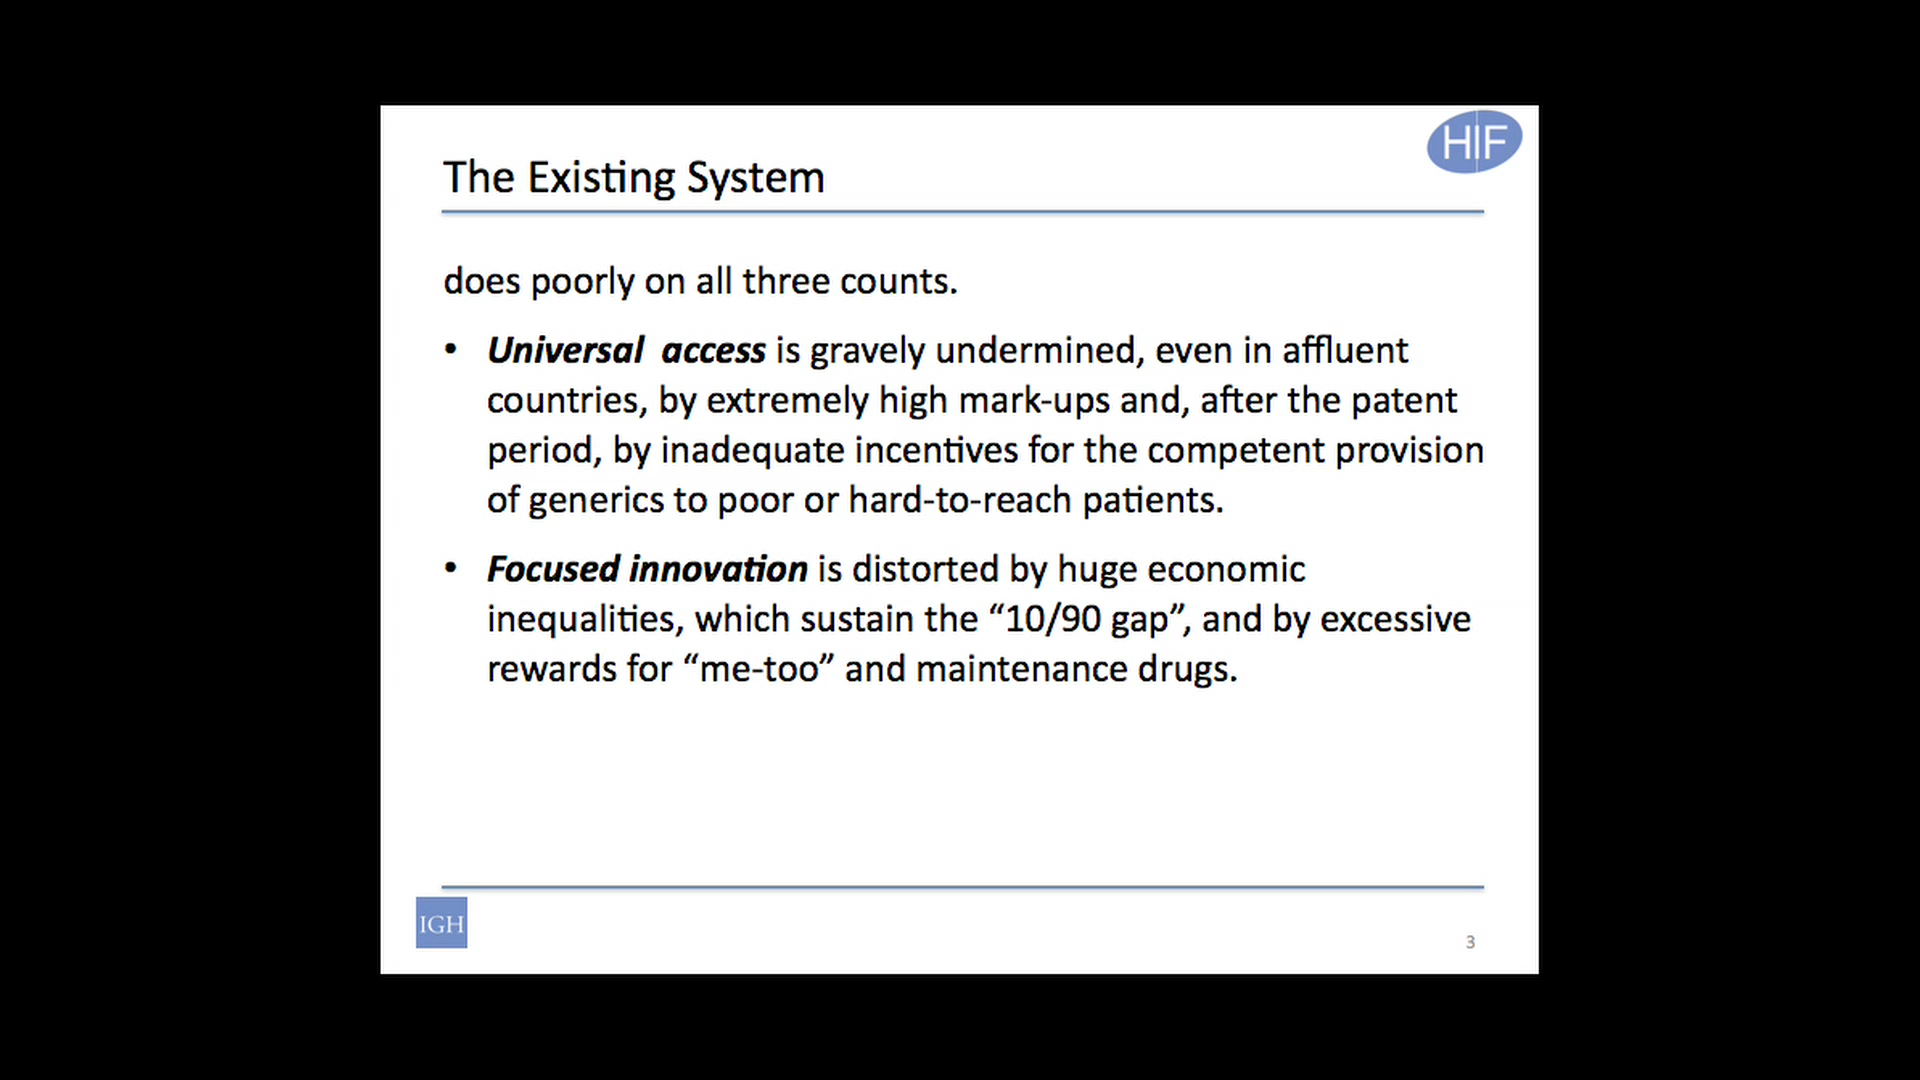 HIF
The Existing System
does poorly on all three counts.
• Universal access is gravely undermined, even in affluent
countries, by extremely high mark-ups and, after the patent
period, by inadequate incentives for the competent provision
of generics to poor or hard-to-reach patients.
• Focused innovation is distorted by huge economic
inequalities, which sustain the “10/90 gap”, and by excessive
rewards for “me-too” and maintenance drugs.
IGH
3